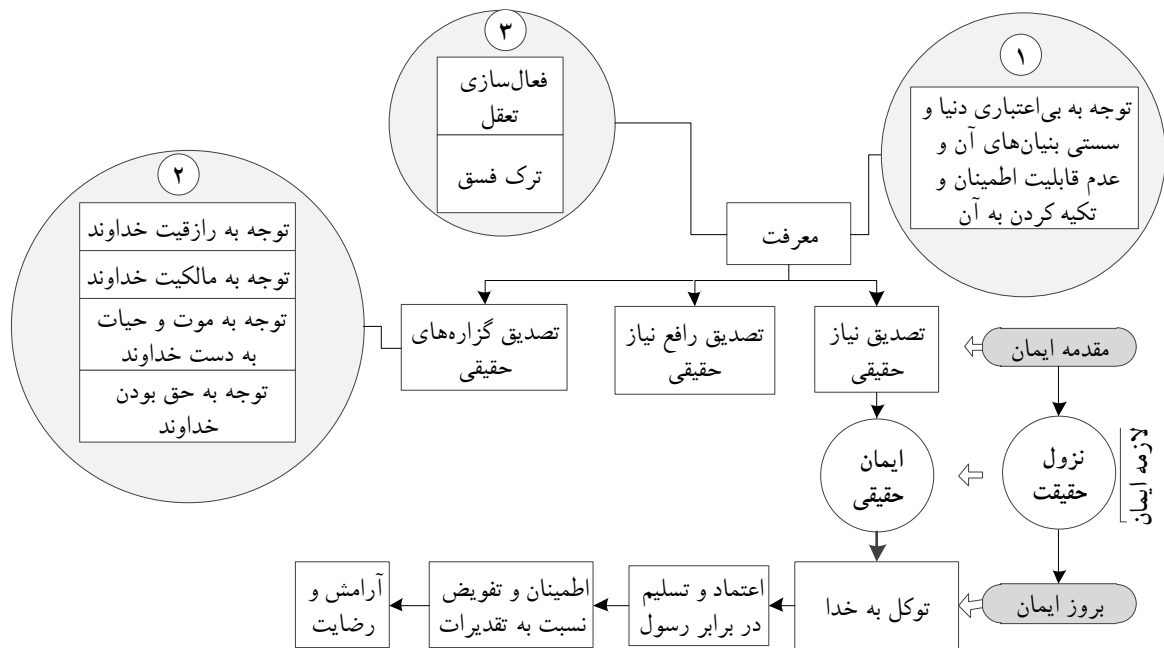 ۱
توجه به بی‌اعتباری دنیا و
سستی بنیان‌های آن و
عدم قابلیت اطمینان و
تکیه کردن به آن
۳
فعال‌سازی
تعقل
ترک فسق
۲
توجه به رازقیت خداوند
توجه به مالکیت خداوند
توجه به موت و حیات
به دست خداوند
توجه به حق بودن
خداوند
معرفت
مقدمه ایمان
تصدیق نیاز
حقیقی
تصدیق رافع نیاز
حقیقی
تصدیق گزاره‌های
حقیقی
لازمه ایمان
نزول
حقیقت
ایمان
حقیقی
بروز ایمان
توکل به خدا
اعتماد و تسلیم
در برابر رسول
اطمینان و تفویض
نسبت به تقدیرات
آرامش و
رضایت